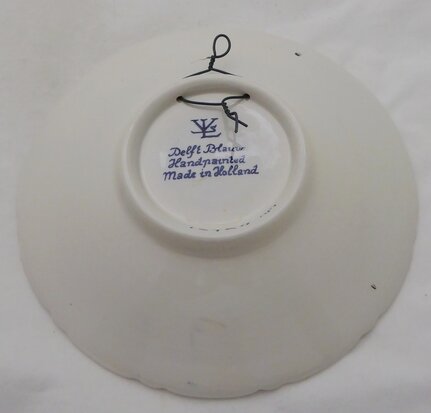 Delft Blauw
Handpainted
Made in Holland